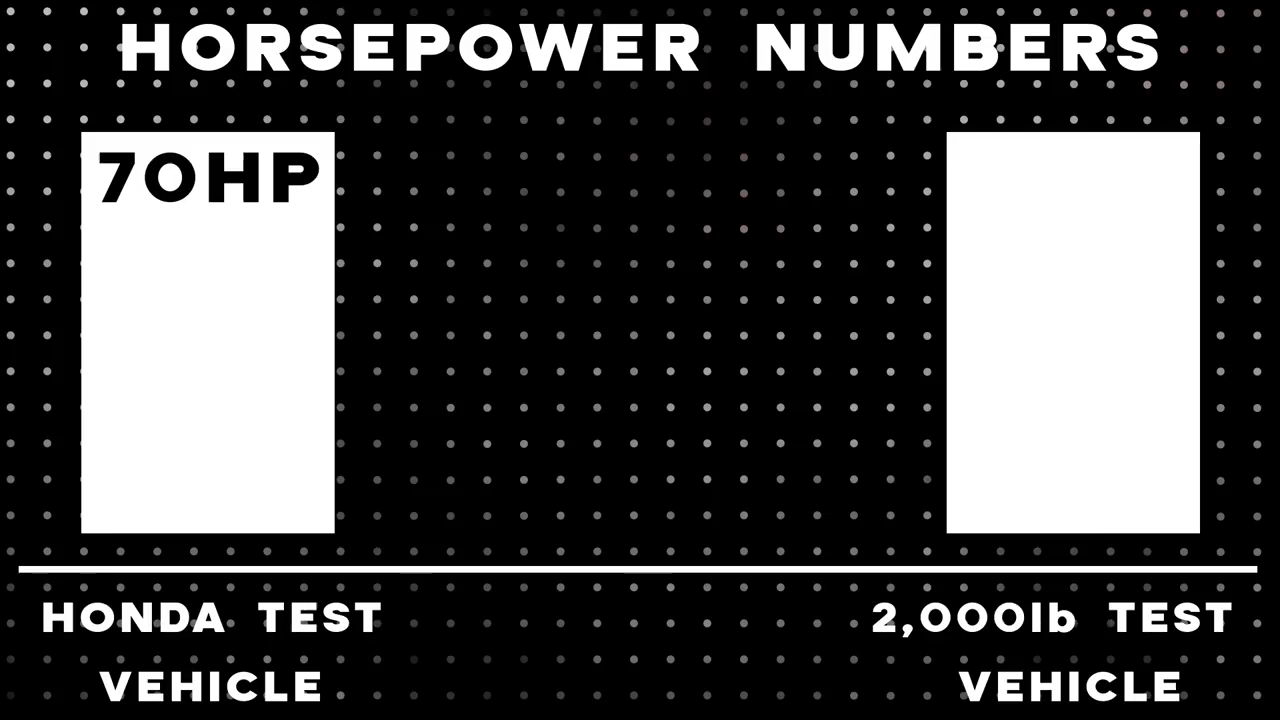 HORSEPOWER NUMBERS
70HP
HONDA TEST
VEHICLE
2,000lb TEST
VEHICLE